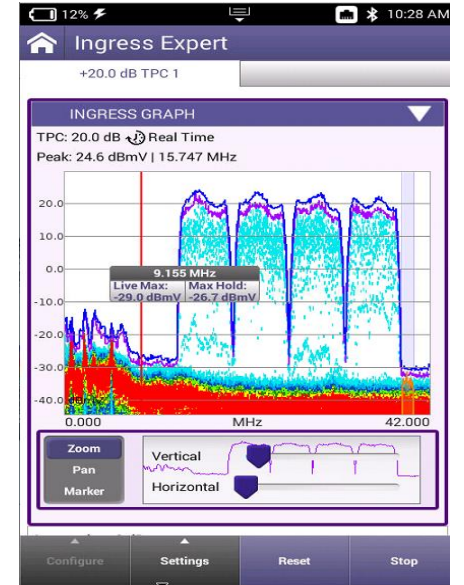 12% 10:28 AM
Ingress Expert
+20.0 dB TPC 1
INGRESS GRAPH
TPC: 20.0 dB Real Time
Peak: 24.6 dBmV | 15.747 MHz
20.0
10.0
0.0
9.155 MHz
Live Max: Max Hold:
-29.0 dBmV -26.7 dBmV
-10.0
-20.0
-30.0
-40.0
0.000 MHz 42.000
Zoom
Pan
Marker
Vertical
Horizontal
Configure Settings Reset Stop